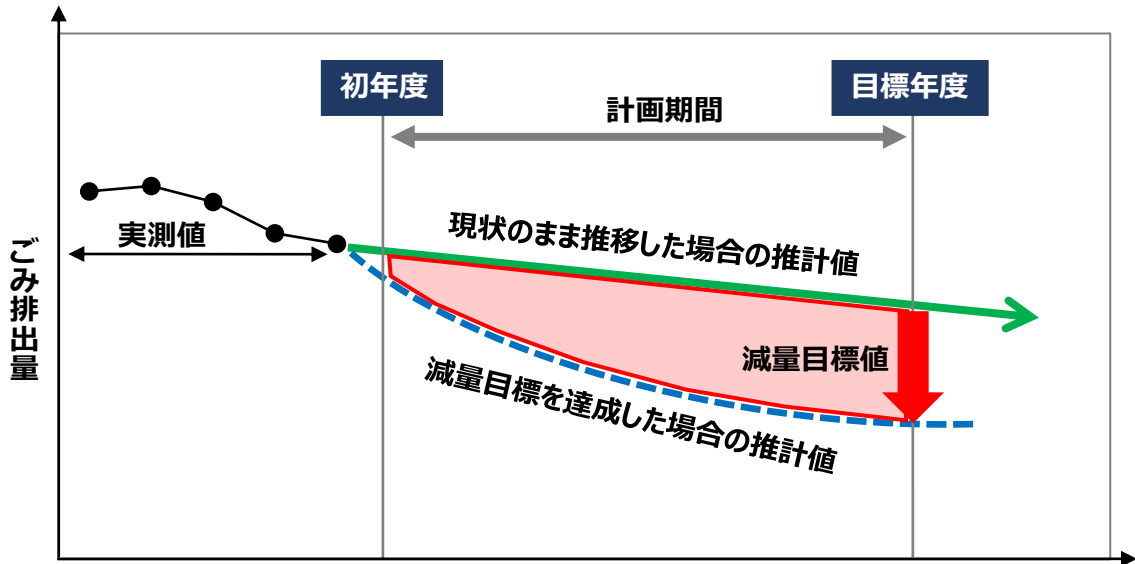 初年度
目標年度
計画期間
実測値
現状のまま推移した場合の推計値
ごみ排出量
減量目標値
減量目標を達成した場合の推計値